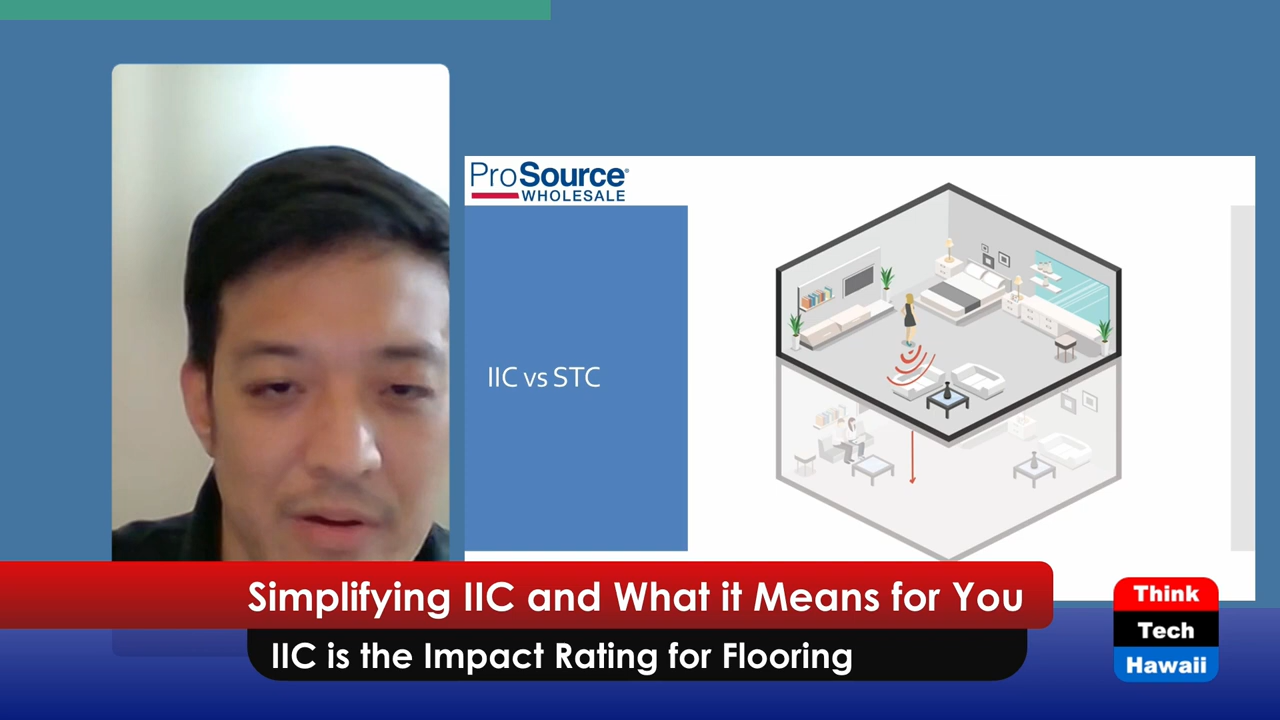 ProSource®
WHOLESALE
IIC vs STC
Simplifying IIC and What it Means for You
IIC is the Impact Rating for Flooring
Think
Tech
Hawaii